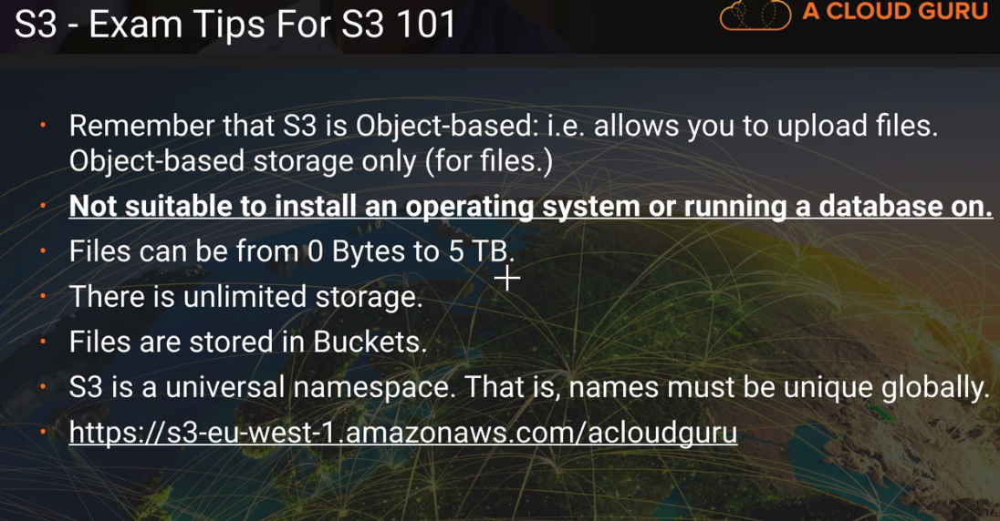 S3 - Exam Tips For S3 101
A CLOUD GURU
Remember that S3 is Object-based: i.e. allows you to upload files.
Object-based storage only (for files.)
Not suitable to install an operating system or running a database on.
Files can be from 0 Bytes to 5 TB.
There is unlimited storage.
Files are stored in Buckets.
S3 is a universal namespace. That is, names must be unique globally.
https://s3-eu-west-1.amazonaws.com/acloudguru